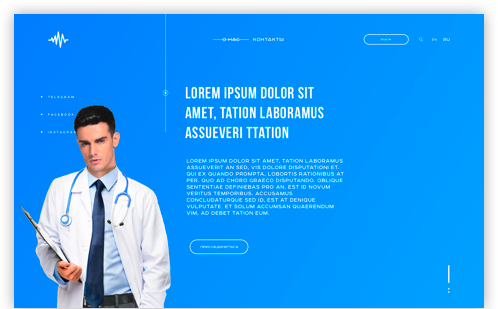 О НАС КОНТАКТЫ
EN RU
TELEGRAM
FACEBOOK
INSTAGRAM
LOREM IPSUM DOLOR SIT
AMET, TATION LABORAMUS
ASSUEVERI TTATION
LOREM IPSUM DOLOR SIT AMET, TATION LABORAMUS
ASSUEVERIT AN SED, VIS DOLORE DISPUTATIONI ET.
QUI EX QUANDO PROMPTA, LOBORTIS RATIONIBUS AT
PER. QUO AD CHORO GRAECO DISPUTANDO. OBLIQUE
SENTENTIAE DEFINIEBAS PRO AN, EST ID NOVUM
VERITUS TEMPORIBUS, ACCUSAMUS
CONCLUDATURQUE SED ID, EST AT DENIQUE
VULPUTATE. ET SOLUM ACCUMSAN QUAERENDUM
VIM, AD DEBET TATION EUM.